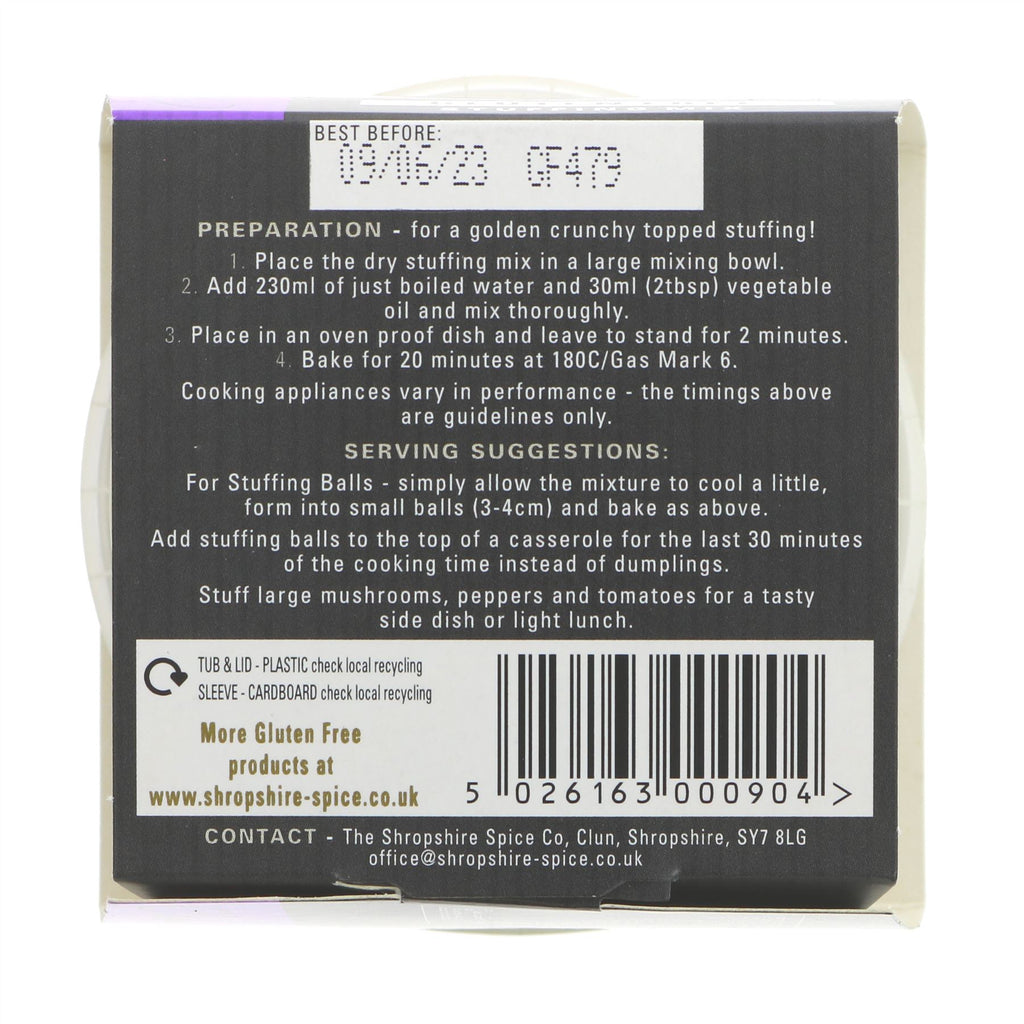 BEST BEFORE:
09/06/23 GF479
PREPARATION - for a golden crunchy topped stuffing!
1. Place the dry stuffing mix in a large mixing bowl.
2. Add 230ml of just boiled water and 30ml (2tbsp) vegetable
oil and mix thoroughly.
3. Place in an oven proof dish and leave to stand for 2 minutes.
4. Bake for 20 minutes at 180C/Gas Mark 6.
Cooking appliances vary in performance - the timings above
are guidelines only.
SERVING SUGGESTIONS:
For Stuffing Balls - simply allow the mixture to cool a little,
form into small balls (3-4cm) and bake as above.
Add stuffing balls to the top of a casserole for the last 30 minutes
of the cooking time instead of dumplings.
Stuff large mushrooms, peppers and tomatoes for a tasty
side dish or light lunch.
TUB & LID - PLASTIC check local recycling
SLEEVE - CARDBOARD check local recycling
More Gluten Free
products at
www.shropshire-spice.co.uk
5 026163 000904 >
CONTACT - The Shropshire Spice Co, Clun, Shropshire, SY7 8LG
office@shropshire-spice.co.uk